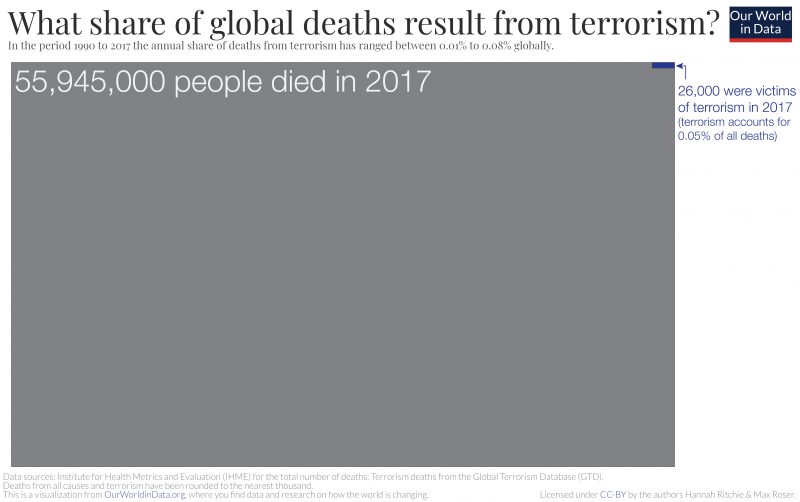 What share of global deaths result from terrorism?
Our World
in Data
In the period 1990 to 2017 the annual share of deaths from terrorism has ranged between 0.01% to 0.08% globally.
55,945,000 people died in 2017
26,000 were victims
of terrorism in 2017
(terrorism accounts for
0.05% of all deaths)
Data sources: Institute for Health Metrics and Evaluation (IHME) for the total number of deaths; Terrorism deaths from the Global Terrorism Database (GTD).
Deaths from all causes and terrorism have been rounded to the nearest thousand.
This is a visualization from OurWorldinData.org, where you find data and research on how the world is changing.
Licensed under CC-BY by the authors Hannah Ritchie & Max Roser.